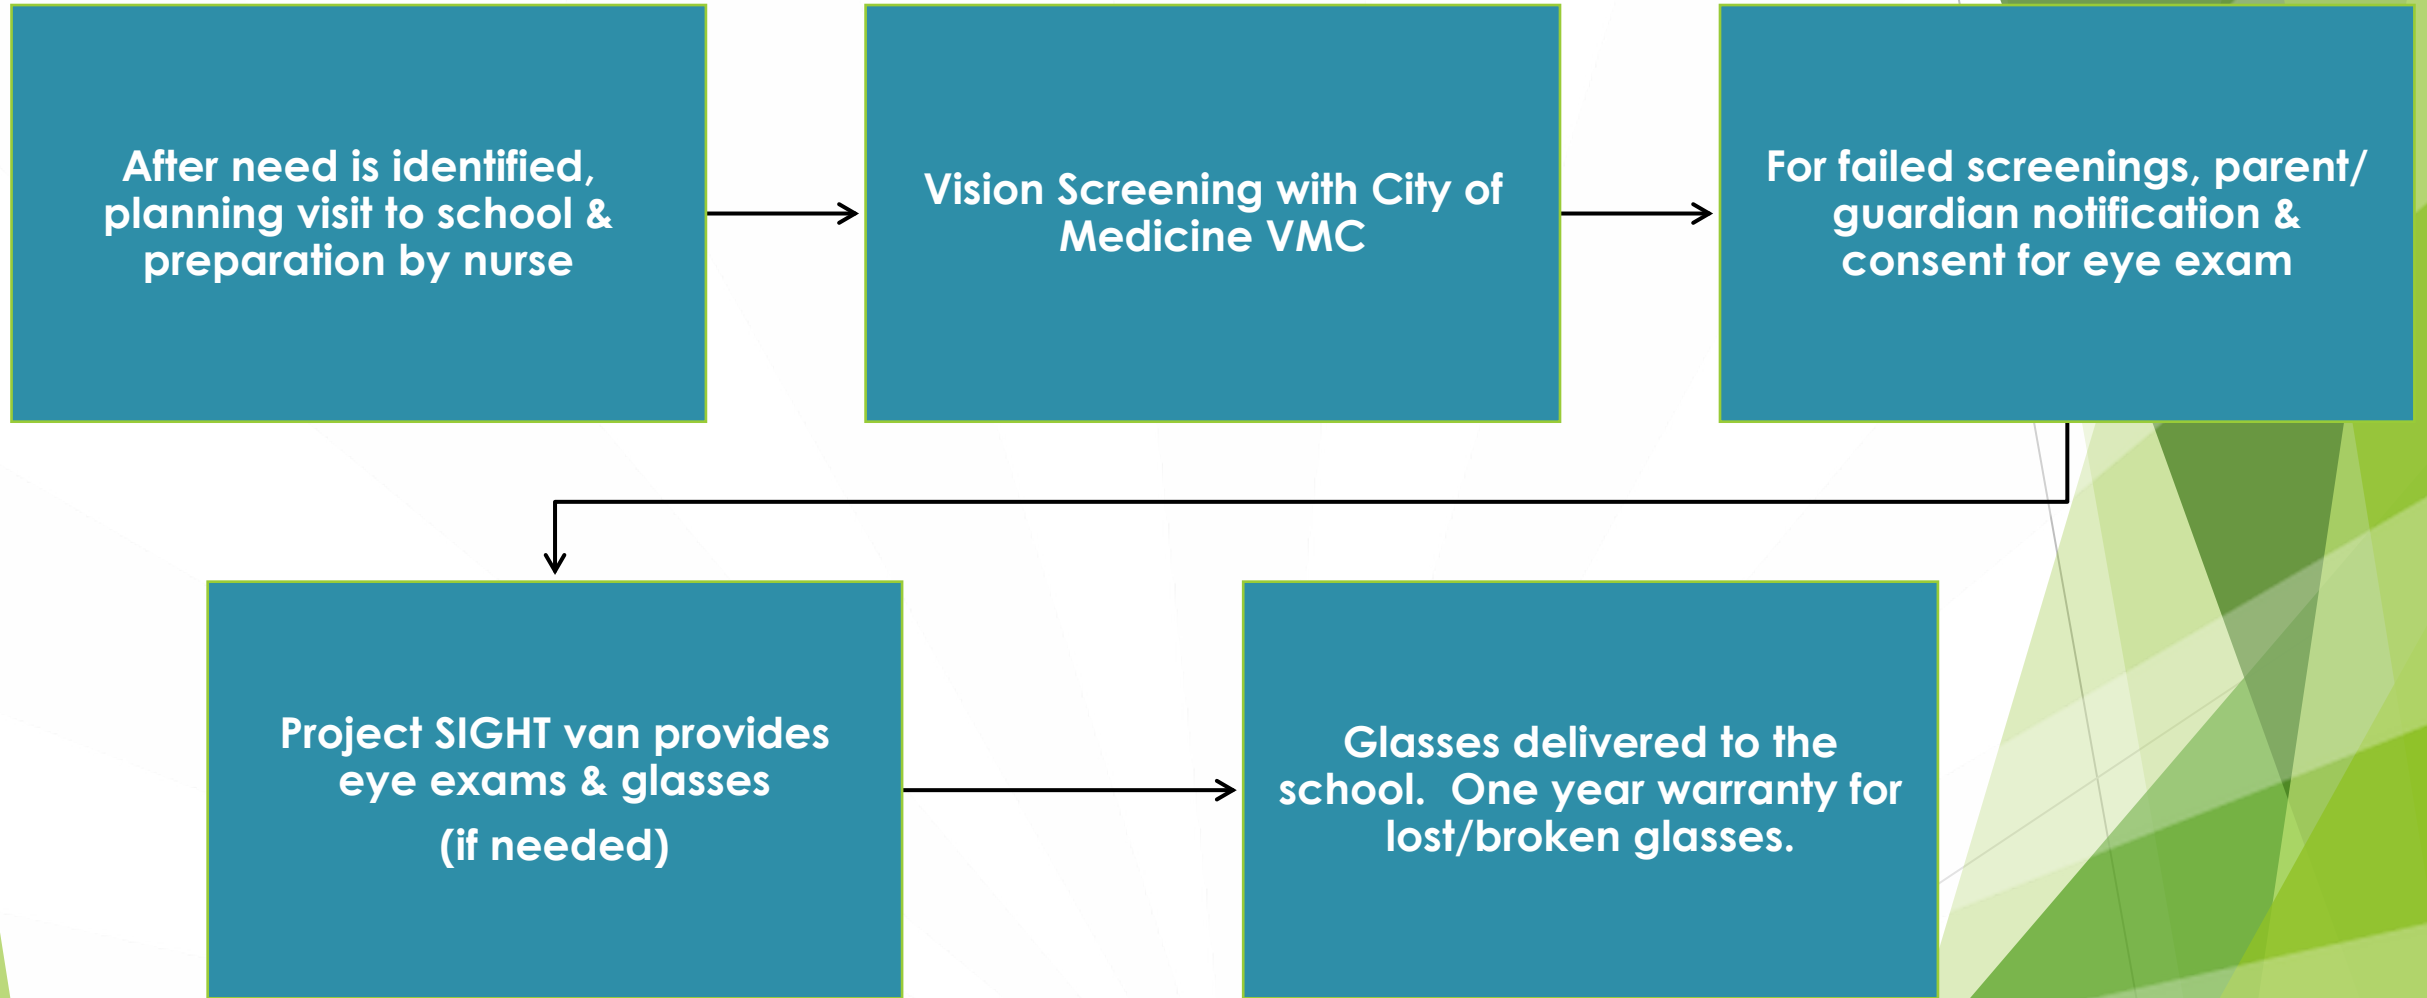 After need is identified,
planning visit to school &
preparation by nurse
Vision Screening with City of
Medicine VMC
For failed screenings, parent/
guardian notification &
consent for eye exam
Project SIGHT van provides
eye exams & glasses
(if needed)
Glasses delivered to the
school.  One year warranty for
lost/broken glasses.